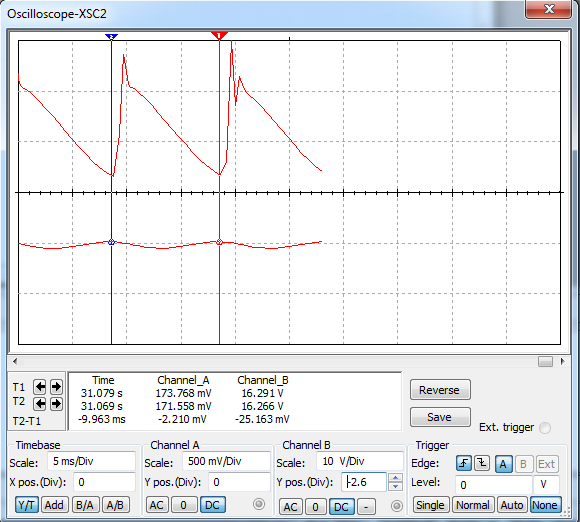 Oscilloscope-XSC2
2 1
Time Channel_A Channel_B
T1 31.079 s 173.768 mV 16.291 V
T2 31.069 s 171.558 mV 16.266 V
T2-T1 -9.963 ms -2.210 mV -25.163 mV
Reverse
Save
Ext. trigger
Timebase
Scale: 5 ms/Div
X pos.(Div): 0
Y/T Add B/A A/B
Channel A
Scale: 500 mV/Div
Y pos.(Div): 0
AC 0 DC
Channel B
Scale: 10 V/Div
Y pos.(Div): -2.6
AC 0 DC -
Trigger
Edge: A B Ext
Level: 0 V
Single Normal Auto None